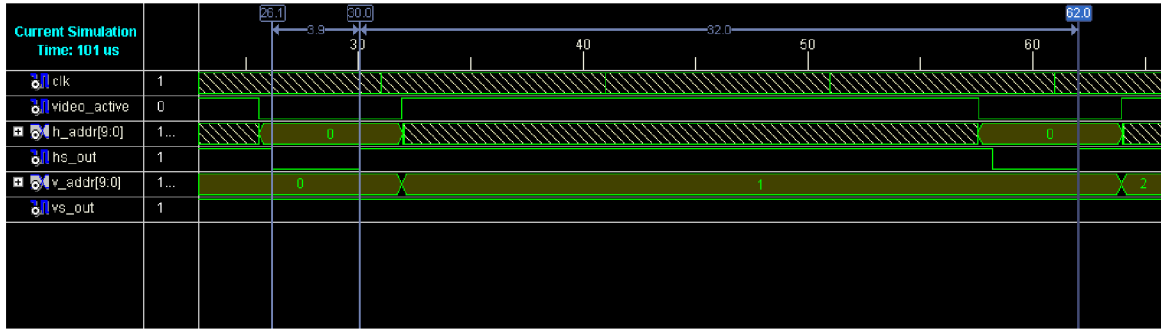 26.1 30.0 62.0
3.9 32.0
Current Simulation
Time: 101 us
30 40 50 60
clk 1
video_active 0
h_addr[9:0] 1... 0 0
hs_out 1
v_addr[9:0] 1... 0 1 2
vs_out 1